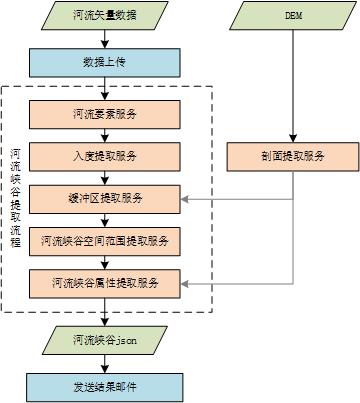 河流矢量数据
DEM
数据上传
河流要素服务
河流峡谷提取流程
入度提取服务
剖面提取服务
缓冲区提取服务
河流峡谷空间范围提取服务
河流峡谷属性提取服务
河流峡谷json
发送结果邮件